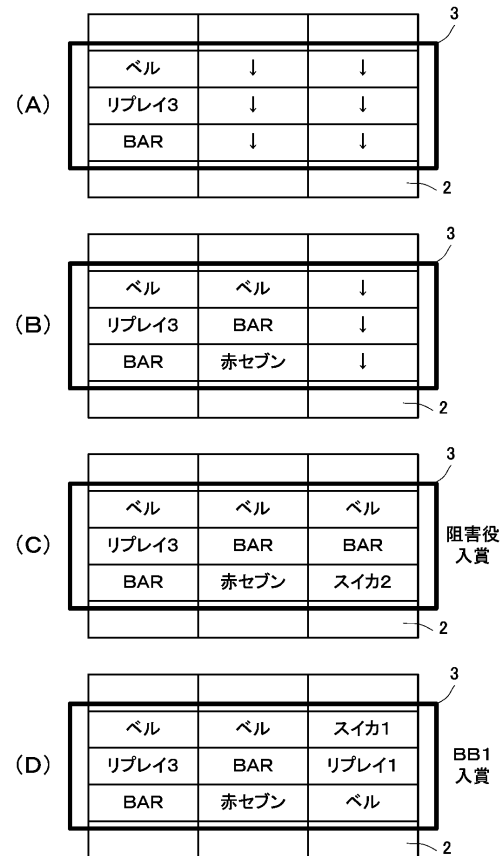 3
(A)
ベル ↓ ↓
リプレイ3 ↓ ↓
BAR ↓ ↓
2
3
(B)
ベル ベル ↓
リプレイ3 BAR ↓
BAR 赤セブン ↓
2
3
(C)
ベル ベル ベル
リプレイ3 BAR BAR
BAR 赤セブン スイカ2
阻害役
入賞
2
3
(D)
ベル ベル スイカ1
リプレイ3 BAR リプレイ1
BAR 赤セブン ベル
BB1
入賞
2